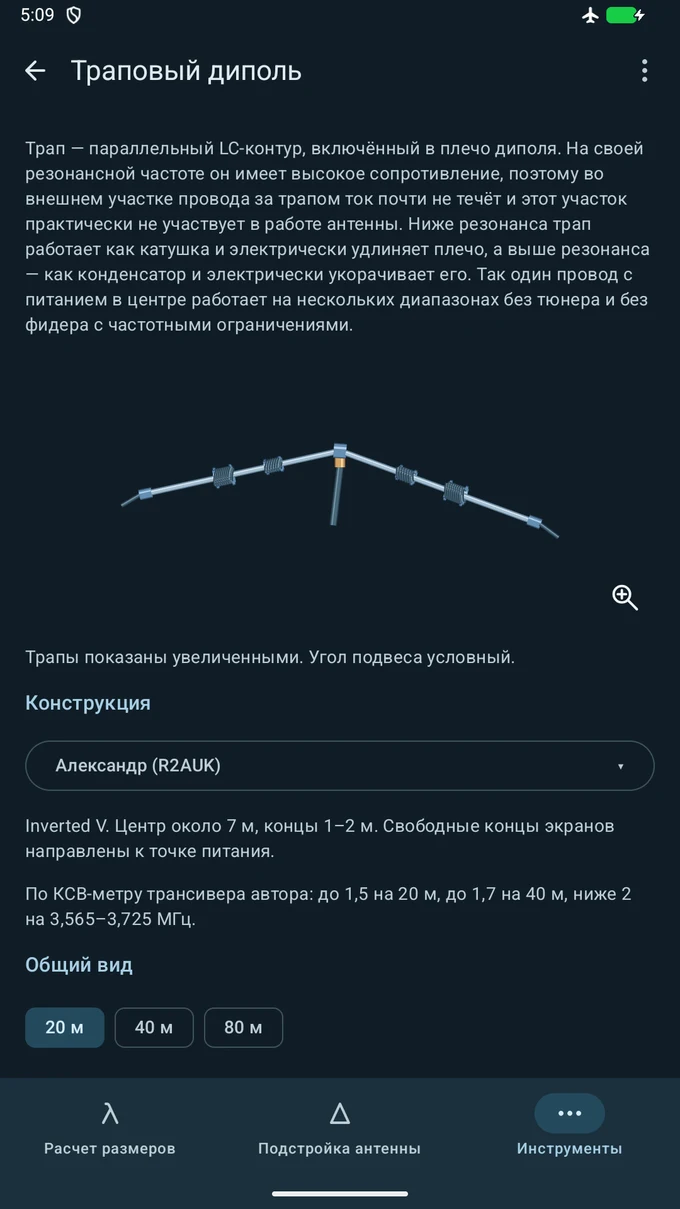 5:09
Траповый диполь
Трап — параллельный LC-контур, включённый в плечо диполя. На своей
резонансной частоте он имеет высокое сопротивление, поэтому во
внешнем участке провода за трапом ток почти не течёт и этот участок
практически не участвует в работе антенны. Ниже резонанса трап
работает как катушка и электрически удлиняет плечо, а выше резонанса
— как конденсатор и электрически укорачивает его. Так один провод с
питанием в центре работает на нескольких диапазонах без тюнера и без
фидера с частотными ограничениями.
Трапы показаны увеличенными. Угол подвеса условный.
Конструкция
Александр (R2AUK)
Inverted V. Центр около 7 м, концы 1–2 м. Свободные концы экранов
направлены к точке питания.
По КСВ-метру трансивера автора: до 1,5 на 20 м, до 1,7 на 40 м, ниже 2
на 3,565–3,725 МГц.
Общий вид
20 м 40 м 80 м
λ Δ
Расчет размеров Подстройка антенны Инструменты